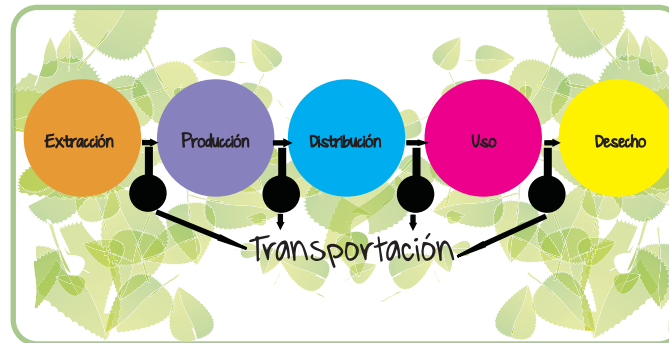 Extracción
Producción
Distribución
Uso
Desecho
Transportación